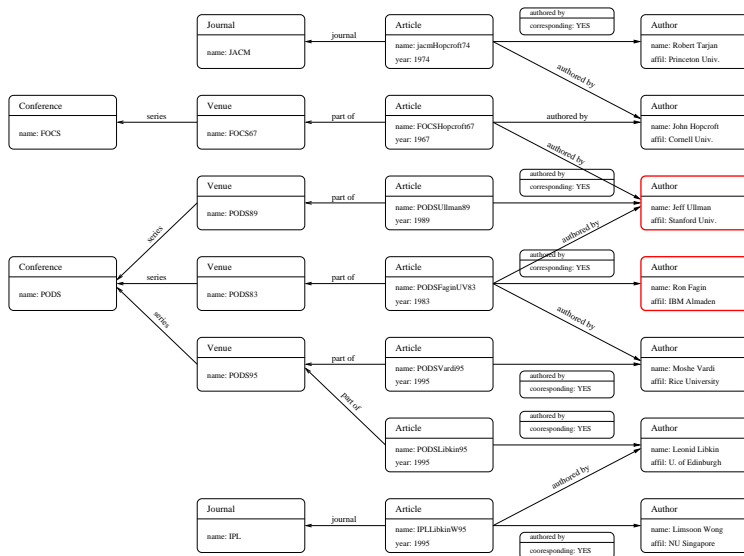 Journal
name: JACM
journal
Article
name: jacmHopcroft74
year: 1974
authored by
corresponding: YES
Author
name: Robert Tarjan
affil: Princeton Univ.
authored by
Conference
name: FOCS
series
Venue
name: FOCS67
part of
Article
name: FOCSHopcroft67
year: 1967
authored by
Author
name: John Hopcroft
affil: Cornell Univ.
authored by
Venue
name: PODS89
part of
Article
name: PODSUllman89
year: 1989
authored by
corresponding: YES
Author
name: Jeff Ullman
affil: Stanford Univ.
series
authored by
Conference
name: PODS
series
Venue
name: PODS83
part of
Article
name: PODSFaginUV83
year: 1983
authored by
corresponding: YES
Author
name: Ron Fagin
affil: IBM Almaden
series
authored by
Venue
name: PODS95
part of
Article
name: PODSVardi95
year: 1995
authored by
cooresponding: YES
Author
name: Moshe Vardi
affil: Rice University
part of
Article
name: PODSLibkin95
year: 1995
authored by
cooresponding: YES
Author
name: Leonid Libkin
affil: U. of Edinburgh
authored by
Journal
name: IPL
journal
Article
name: IPLLibkinW95
year: 1995
authored by
cooresponding: YES
Author
name: Limsoon Wong
affil: NU Singapore